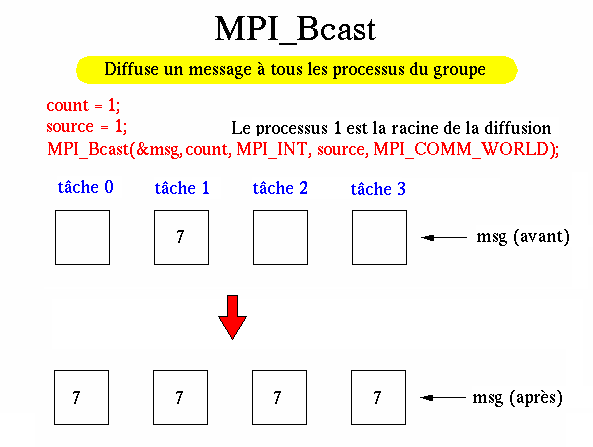 MPI_Bcast
Diffuse un message à tous les processus du groupe
count = 1;
source = 1;
Le processus 1 est la racine de la diffusion
MPI_Bcast(&msg, count, MPI_INT, source, MPI_COMM_WORLD);
tâche 0 tâche 1 tâche 2 tâche 3
7 msg (avant)
7 7 7 7 msg (après)